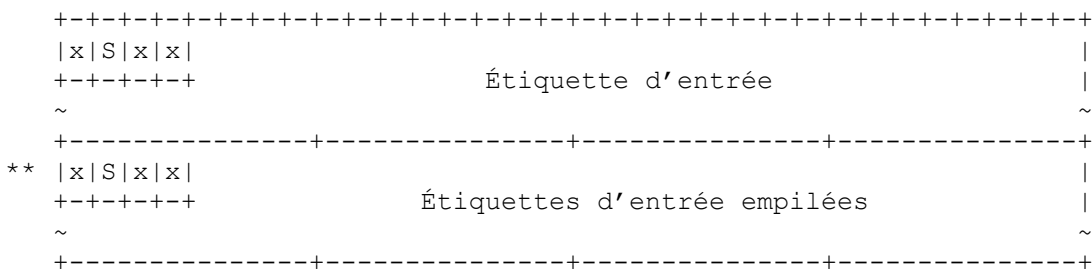 +-+-+-+-+-+-+-+-+-+-+-+-+-+-+-+-+-+-+-+-+-+-+-+-+-+-+-+-+-+-+-+-+
|x|S|x|x| |
+-+-+-+-+ Étiquette d'entrée |
~ ~
+---------------+---------------+---------------+---------------+
** |x|S|x|x| |
+-+-+-+-+ Étiquettes d'entrée empilées |
~ ~
+---------------+---------------+---------------+---------------+